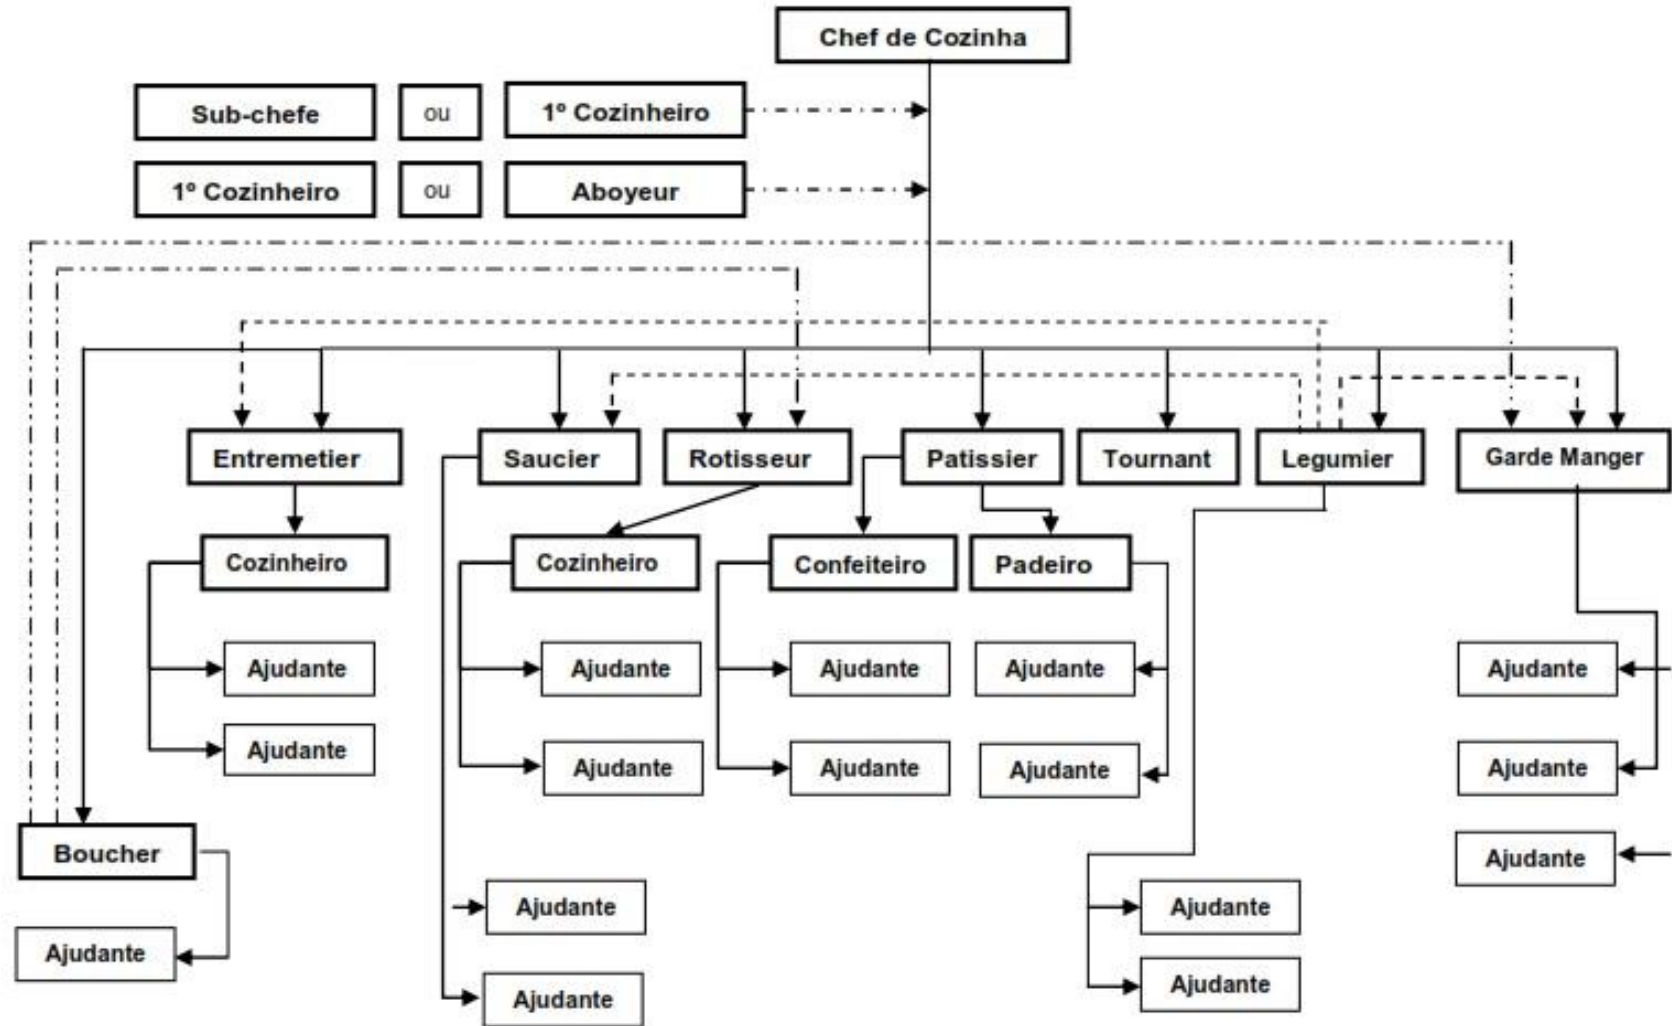 Chef de Cozinha
Sub-chefe ou 1º Cozinheiro
1º Cozinheiro ou Aboyeur
Entremetier Saucier Rotisseur Patissier Tournant Legumier Garde Manger
Cozinheiro Cozinheiro Confeiteiro Padeiro
Ajudante Ajudante Ajudante Ajudante Ajudante
Ajudante Ajudante Ajudante Ajudante Ajudante
Boucher Ajudante
Ajudante Ajudante Ajudante
Ajudante Ajudante